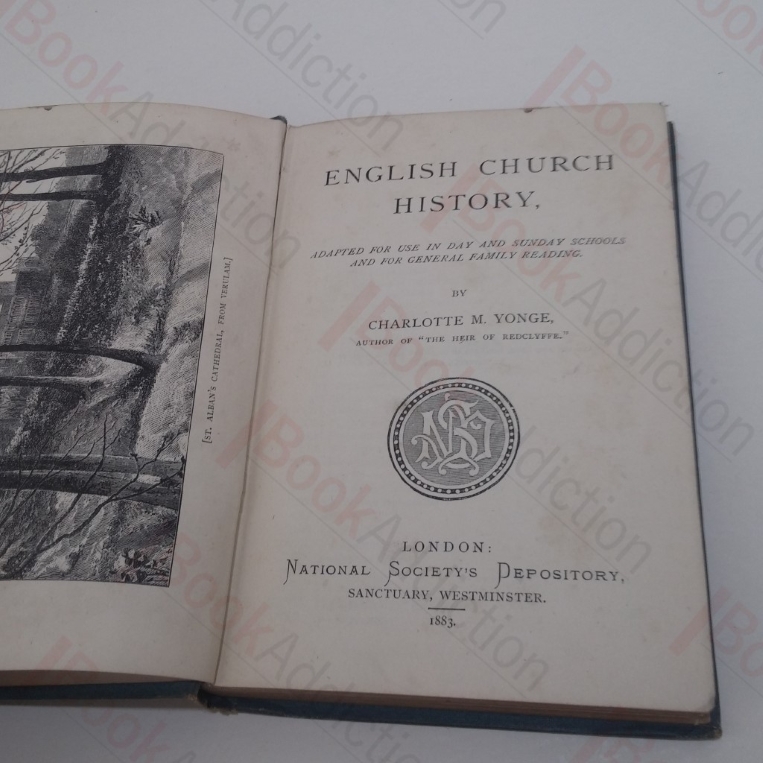 [ST. ALBAN'S CATHEDRAL, FROM VERULAM.]
ENGLISH CHURCH
HISTORY,
ADAPTED FOR USE IN DAY AND SUNDAY SCHOOLS
AND FOR GENERAL FAMILY READING.
BY
CHARLOTTE M. YONGE,
AUTHOR OF "THE HEIR OF REDCLYFFE."
NSD
LONDON:
NATIONAL SOCIETY'S DEPOSITORY,
SANCTUARY, WESTMINSTER.
1883.
BookAddiction